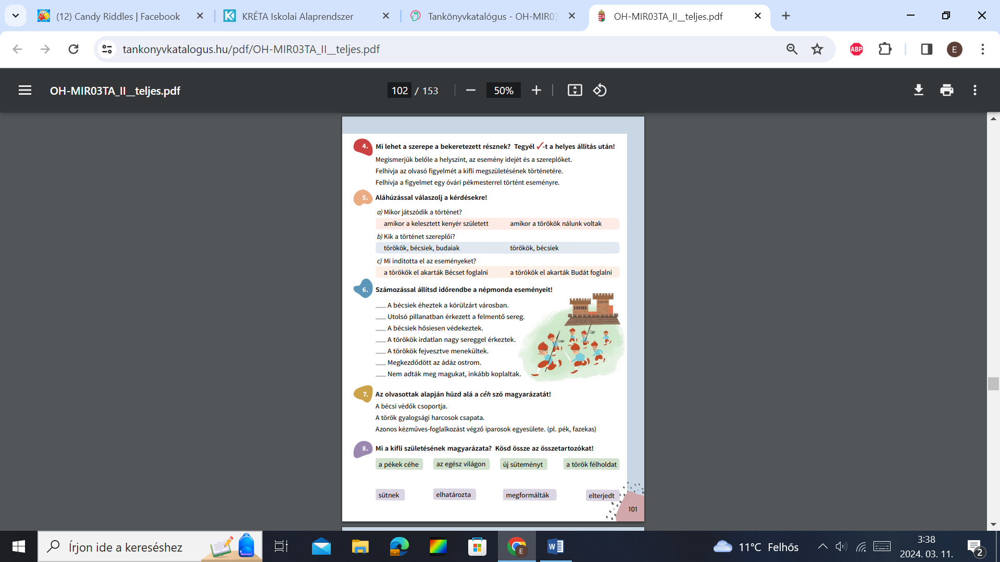 (12) Candy Riddles | Facebook
KRÉTA Iskolai Alaprendszer
Tankönyvkatalógus - OH-MIR03
OH-MIR03TA_II__teljes.pdf
tankonyvkatalogus.hu/pdf/OH-MIR03TA_II__teljes.pdf
ABP
E
OH-MIR03TA_II__teljes.pdf
102 / 153
50%
4. Mi lehet a szerepe a bekeretezett résznek? Tegyél ✓-t a helyes állítás után!
Megismerjük belőle a helyszínt, az esemény idejét és a szereplőket.
Felhívja az olvasó figyelmét a kifli megszületésének történetére.
Felhívja a figyelmet egy óvári pékmesterrel történt eseményre.
5. Aláhúzással válaszolj a kérdésekre!
a) Mikor játszódik a történet?
amikor a kelesztett kenyér született amikor a törökök nálunk voltak
b) Kik a történet szereplői?
törökök, bécsiek, budaiak törökök, bécsiek
c) Mi indította el az eseményeket?
a törökök el akarták Bécset foglalni a törökök el akarták Budát foglalni
6. Számozással állítsd időrendbe a népmonda eseményeit!
___ A bécsiek éheztek a körülzárt városban.
___ Utolsó pillanatban érkezett a felmentő sereg.
___ A bécsiek hősiesen védekeztek.
___ A törökök irdatlan nagy sereggel érkeztek.
___ A törökök fejvesztve menekültek.
___ Megkezdődött az ádáz ostrom.
___ Nem adták meg magukat, inkább koplaltak.
7. Az olvasottak alapján húzd alá a céh szó magyarázatát!
A bécsi védők csoportja.
A török gyalogsági harcosok csapata.
Azonos kézműves-foglalkozást végző iparosok egyesülete. (pl. pék, fazekas)
8. Mi a kifli születésének magyarázata? Kösd össze az összetartozókat!
a pékek céhe az egész világon új süteményt a török félholdat
sütnek elhatározta megformálták elterjedt
101
Írjon ide a kereséshez
E
11°C Felhős
3:38
2024. 03. 11.
2